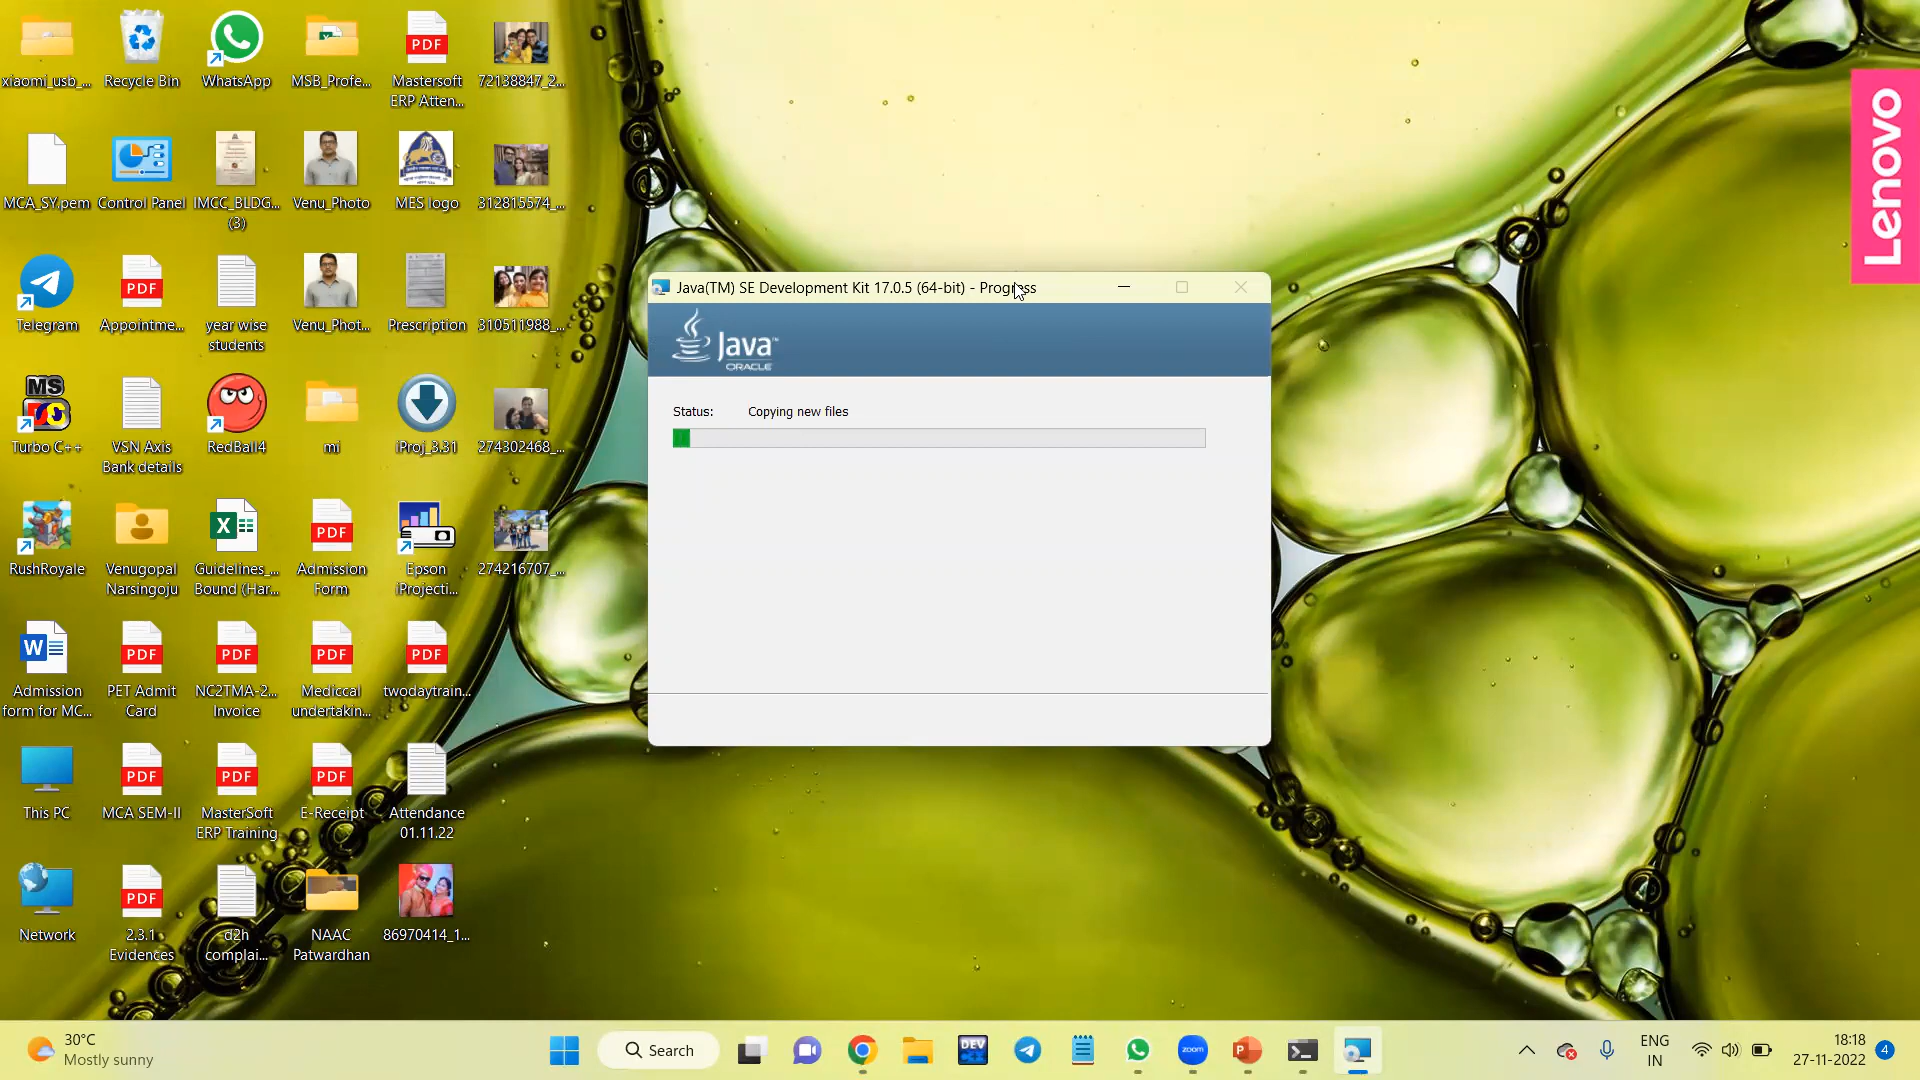 xiaomi_usb_...
Recycle Bin
WhatsApp
MSB_Profe...
PDF
Mastersoft
ERP Atten...
72138847_2...
MCA_SY.pem
Control Panel
IMCC_BLDG...
(3)
Venu_Photo
MES logo
312815574_...
Telegram
PDF
Appointme...
year wise
students
Venu_Phot...
Prescription
310511988_...
MS
Turbo C++
VSN Axis
Bank details
RedBall4
mi
iProj_3.31
274302468_...
RushRoyale
Venugopal
Narsingoju
X
Guidelines_...
Bound (Har...
PDF
Admission
Form
Epson
iProjecti...
274216707_...
W
Admission
form for MC...
PDF
PET Admit
Card
PDF
NC2TMA-2...
Invoice
PDF
Mediccal
undertakin...
PDF
twodaytrain...
This PC
PDF
MCA SEM-II
PDF
MasterSoft
ERP Training
PDF
E-Receipt
Attendance
01.11.22
Network
PDF
2.3.1
Evidences
d2h
complai...
NAAC
Patwardhan
86970414_1...
Java(TM) SE Development Kit 17.0.5 (64-bit) - Progress
Java™
ORACLE
Status: Copying new files
Lenovo
30°C
Mostly sunny
Search
DEV
zoom
P
ENG
IN
18:18
27-11-2022
4